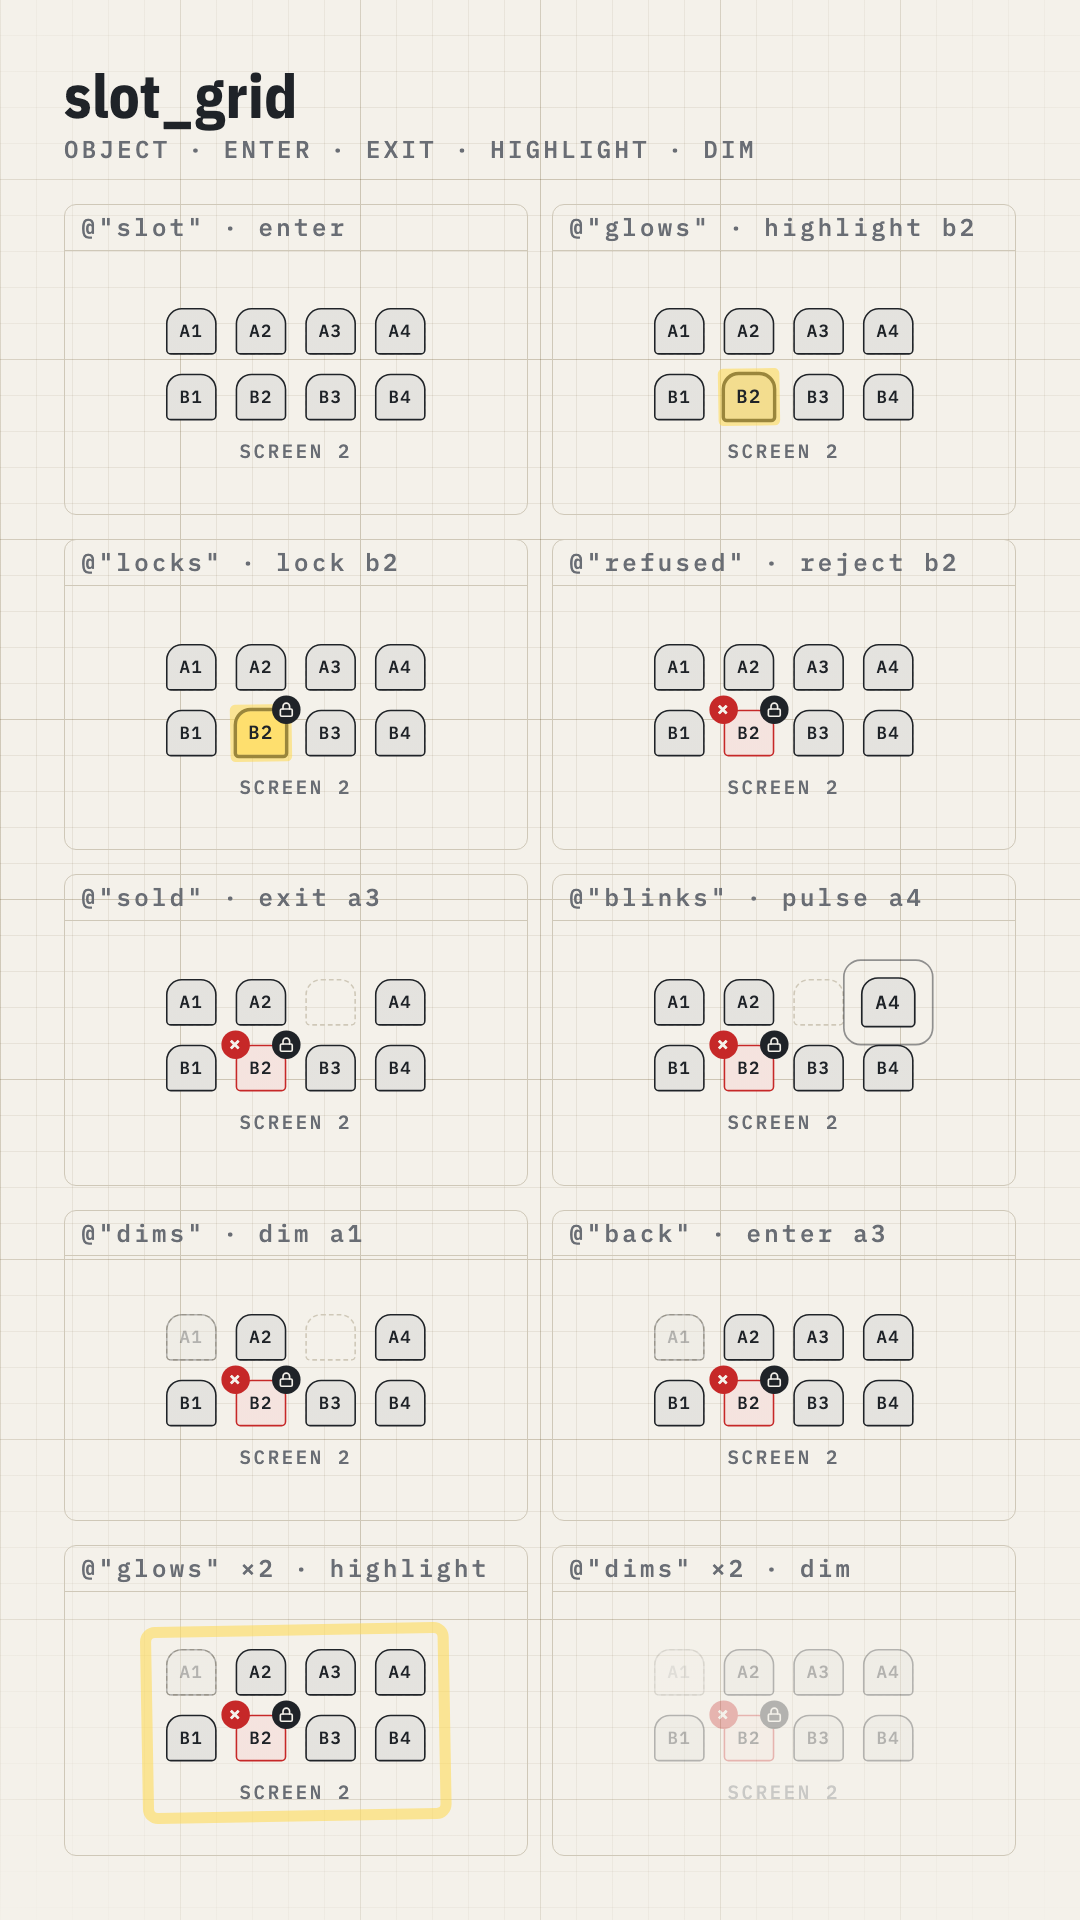 slot_grid
OBJECT · ENTER · EXIT · HIGHLIGHT · DIM
@"slot" · enter
A1 A2 A3 A4
B1 B2 B3 B4
SCREEN 2
@"glows" · highlight b2
A1 A2 A3 A4
B1 B2 B3 B4
SCREEN 2
@"locks" · lock b2
A1 A2 A3 A4
B1 B2 B3 B4
SCREEN 2
@"refused" · reject b2
A1 A2 A3 A4
B1 B2 B3 B4
SCREEN 2
@"sold" · exit a3
A1 A2 A4
B1 B2 B3 B4
SCREEN 2
@"blinks" · pulse a4
A1 A2 A4
B1 B2 B3 B4
SCREEN 2
@"dims" · dim a1
A1 A2 A4
B1 B2 B3 B4
SCREEN 2
@"back" · enter a3
A1 A2 A3 A4
B1 B2 B3 B4
SCREEN 2
@"glows" ×2 · highlight
A1 A2 A3 A4
B1 B2 B3 B4
SCREEN 2
@"dims" ×2 · dim
A1 A2 A3 A4
B1 B2 B3 B4
SCREEN 2